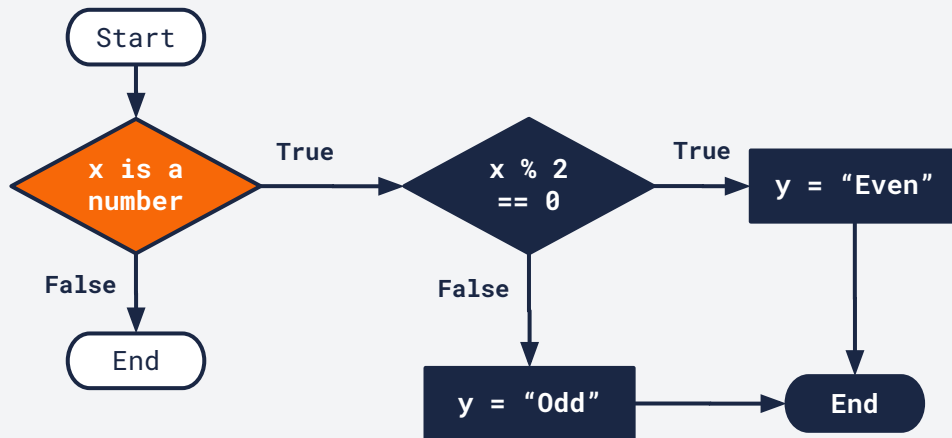 Start
x is a
number
True
x % 2
== 0
True
y = “Even”
False
End
False
y = “Odd”
End